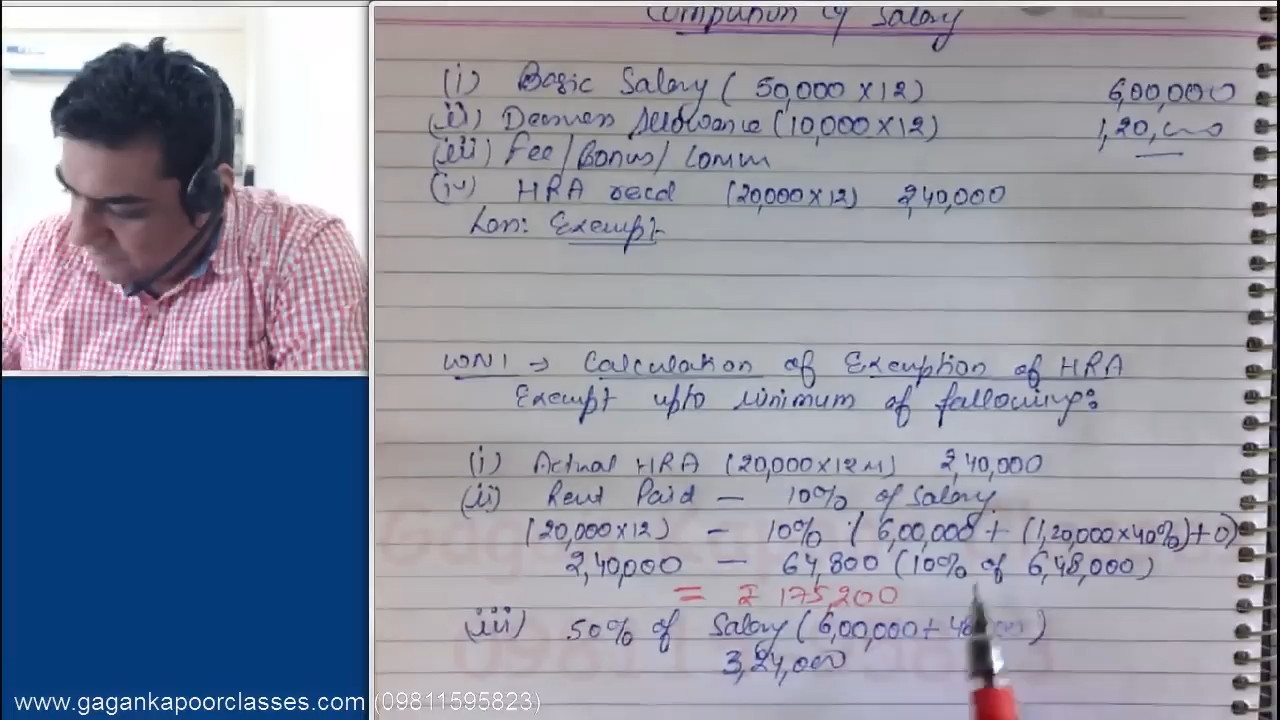 Computation of Salary
(i) Basic Salary (50,000 x 12) 6,00,000
(ii) Dearness Allowance (10,000 x 12) 1,20,000
(iii) Fee/Bonus/Comm
(iv) HRA recd (20,000 x 12) 2,40,000
Less: Exempt
WN1 → Calculation of Exemption of HRA
Exempt upto Minimum of following:
(i) Actual HRA (20,000 x 12M) 2,40,000
(ii) Rent Paid — 10% of Salary
(20,000 x 12) — 10% (6,00,000 + (1,20,000 x 40%) + 0)
2,40,000 — 64,800 (10% of 6,48,000)
= ₹ 175,200
(iii) 50% of Salary (6,00,000 + 48,000)
3,24,000
www.gagankapoorclasses.com (09811595823)